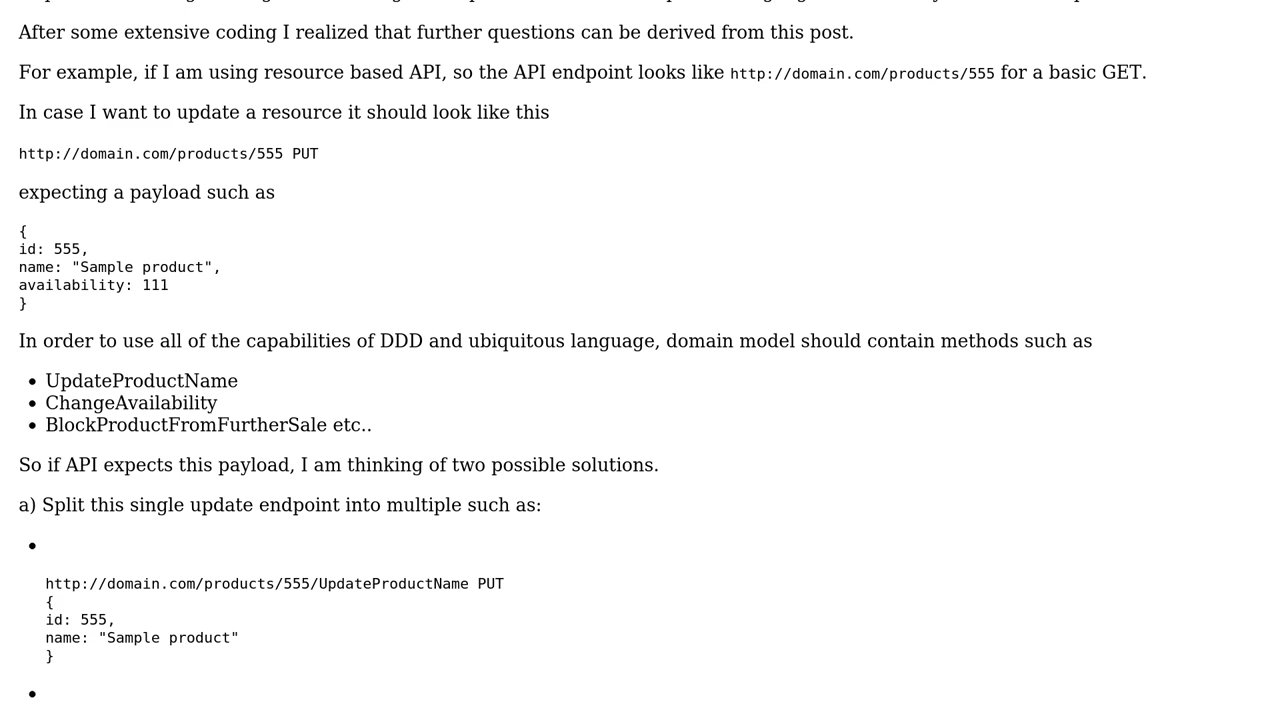 After some extensive coding I realized that further questions can be derived from this post.
For example, if I am using resource based API, so the API endpoint looks like http://domain.com/products/555 for a basic GET.
In case I want to update a resource it should look like this
http://domain.com/products/555 PUT
expecting a payload such as
{
id: 555,
name: "Sample product",
availability: 111
}
In order to use all of the capabilities of DDD and ubiquitous language, domain model should contain methods such as
• UpdateProductName
• ChangeAvailability
• BlockProductFromFurtherSale etc..
So if API expects this payload, I am thinking of two possible solutions.
a) Split this single update endpoint into multiple such as:
•
http://domain.com/products/555/UpdateProductName PUT
{
id: 555,
name: "Sample product"
}
•